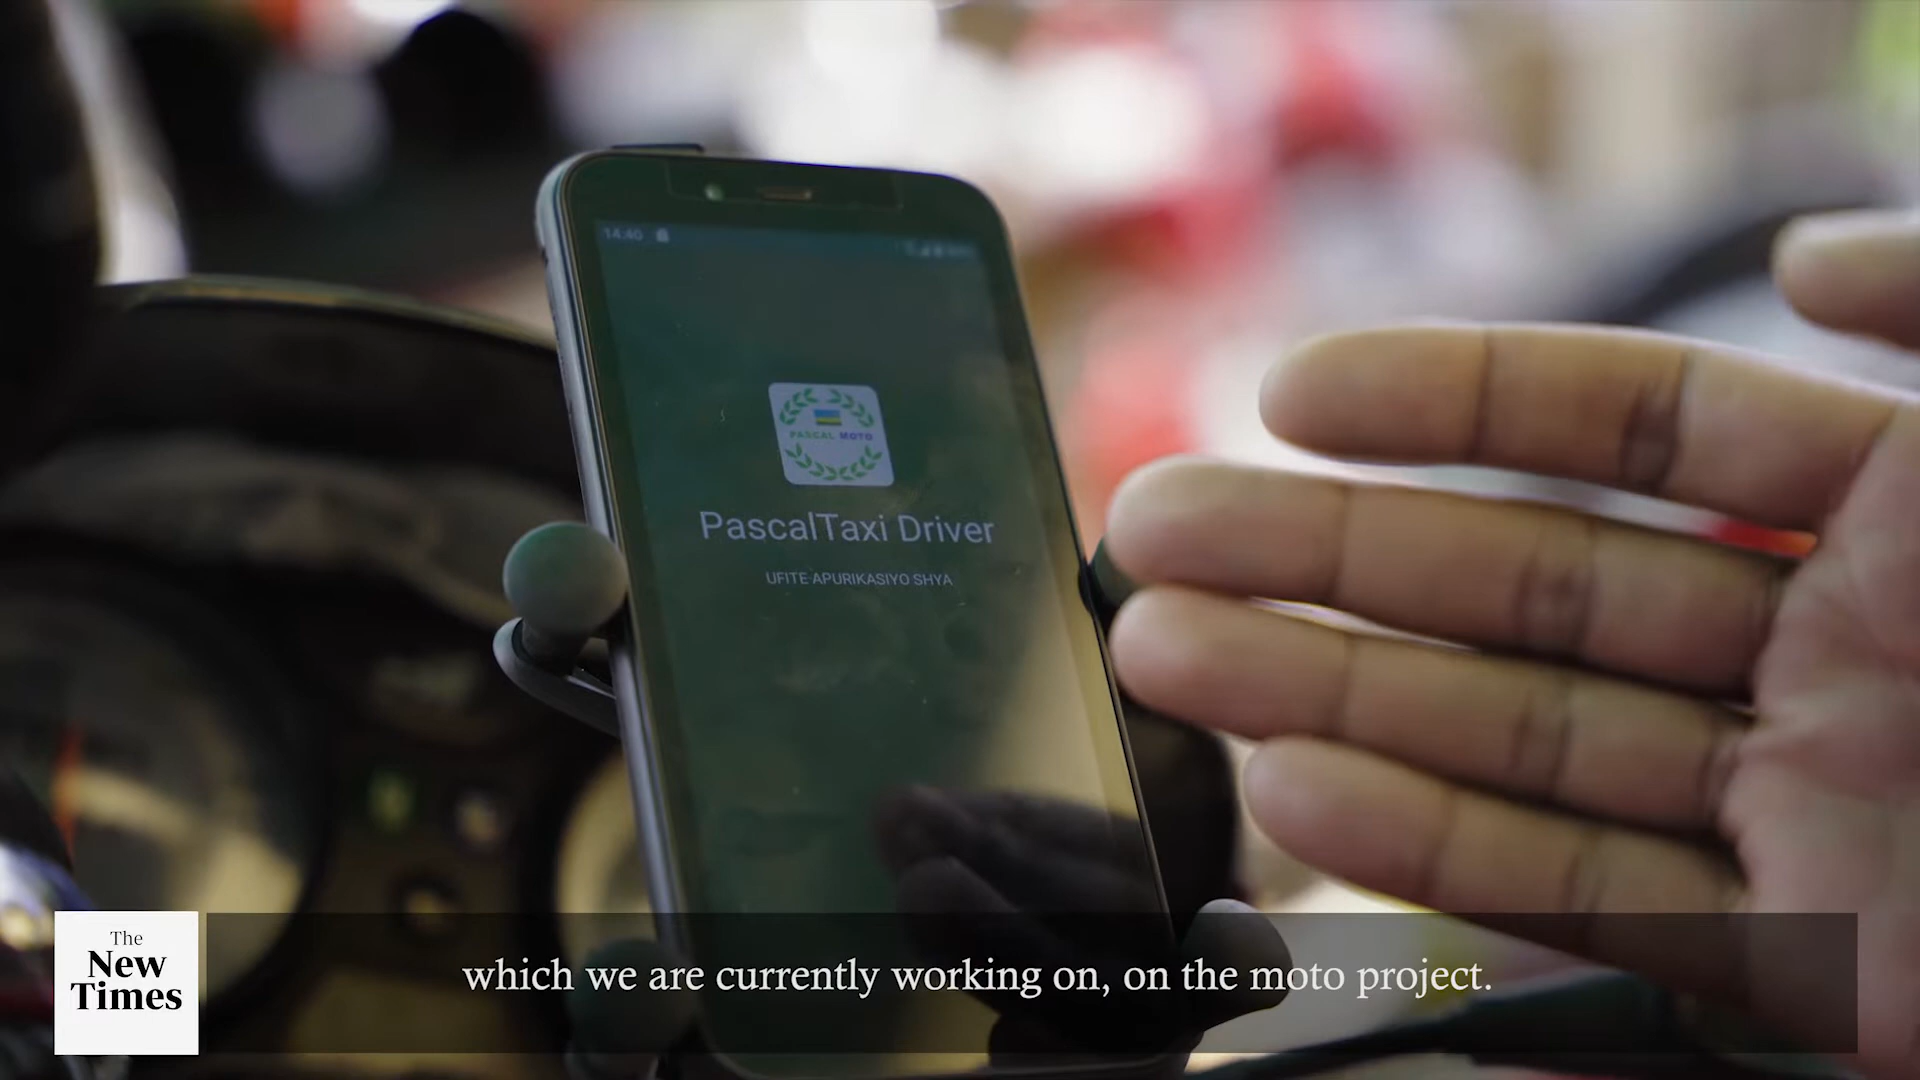 14:40
PASCAL MOTO
PascalTaxi Driver
UFITE APURIKASIYO SHYA
The
New
Times
which we are currently working on, on the moto project.